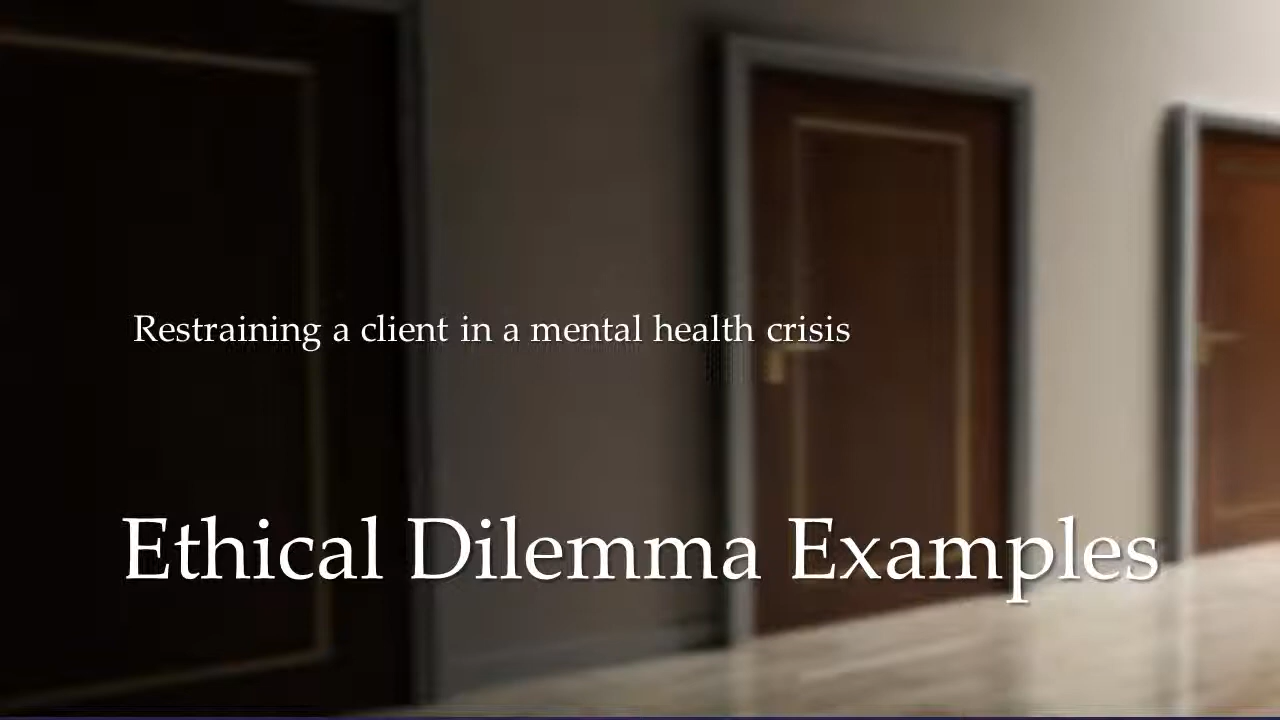 Restraining a client in a mental health crisis
Ethical Dilemma Examples